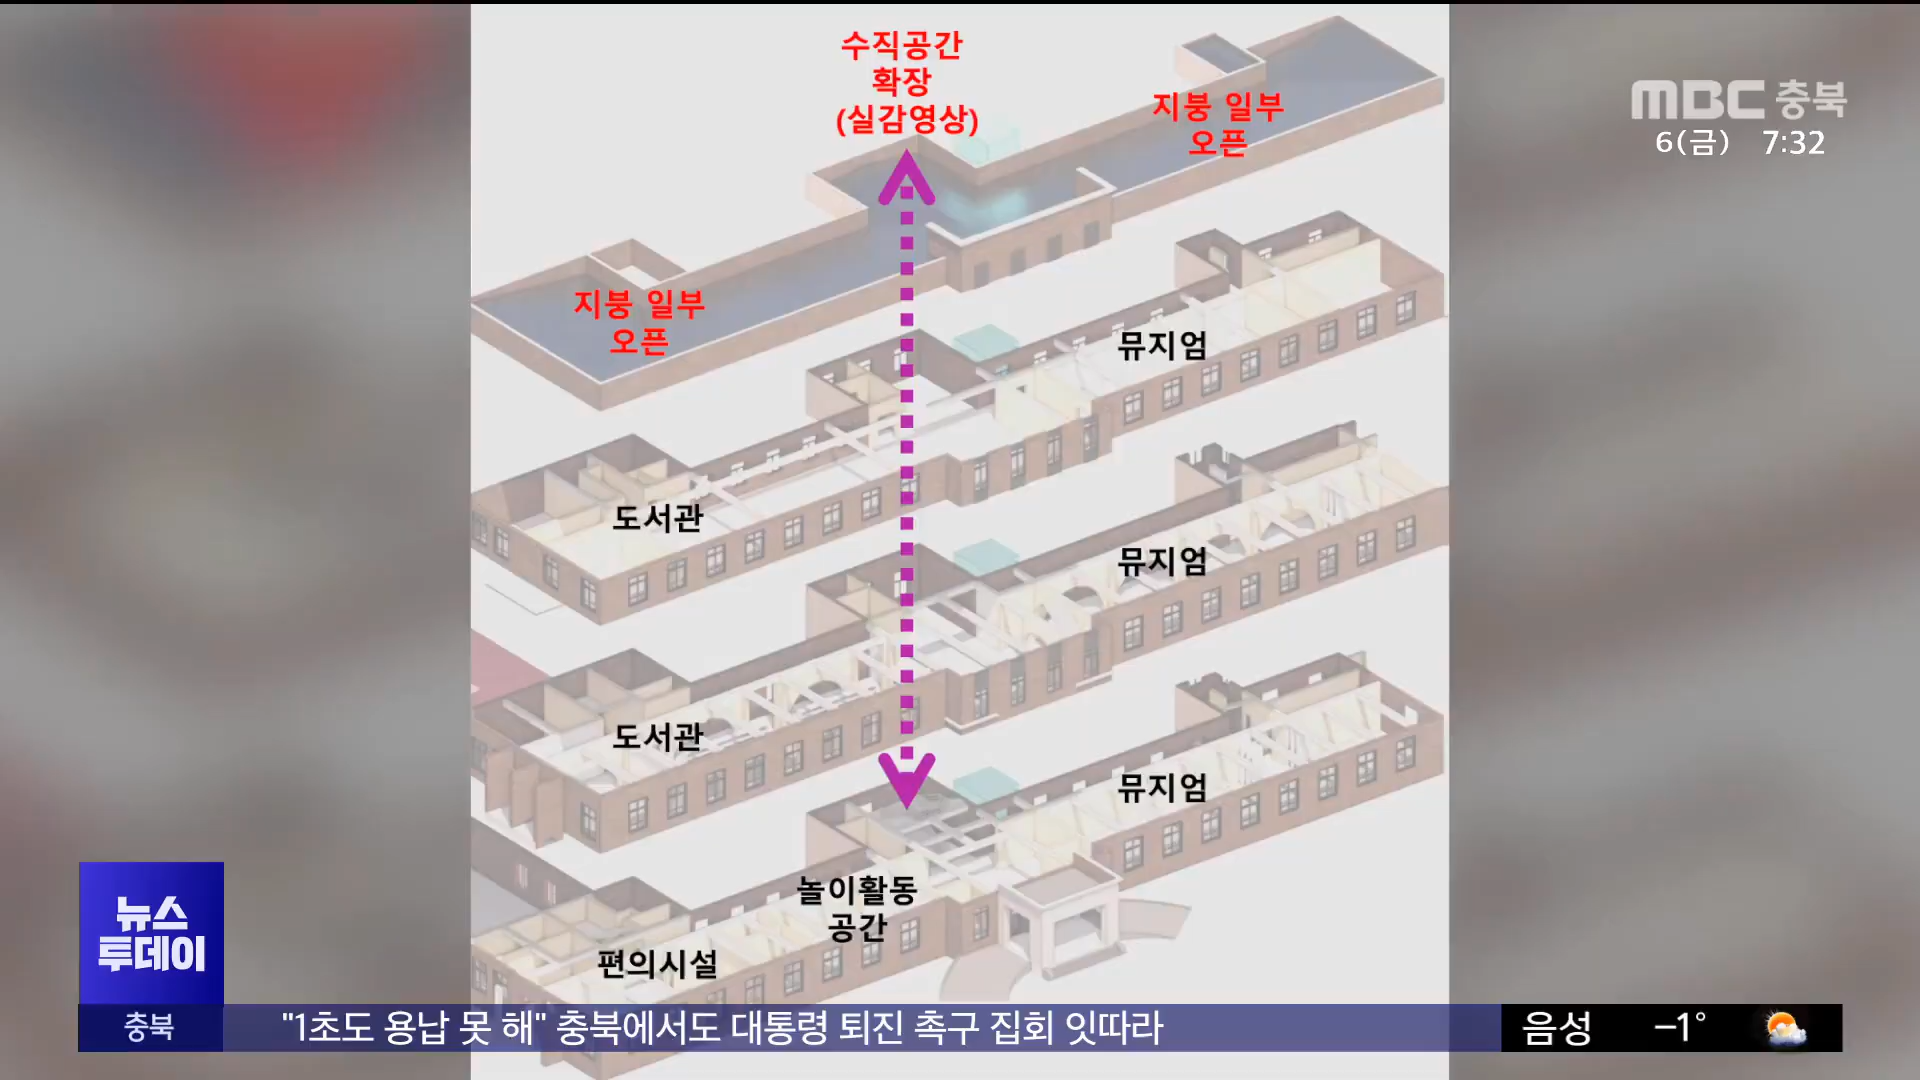 수직공간
확장
(실감영상)
지붕 일부
오픈
MBC 충북
6(금) 7:32
지붕 일부
오픈
뮤지엄
도서관
뮤지엄
도서관
뮤지엄
놀이활동
공간
편의시설
뉴스
투데이
충북
"1초도 용납 못 해" 충북에서도 대통령 퇴진 촉구 집회 잇따라
음성 -1°